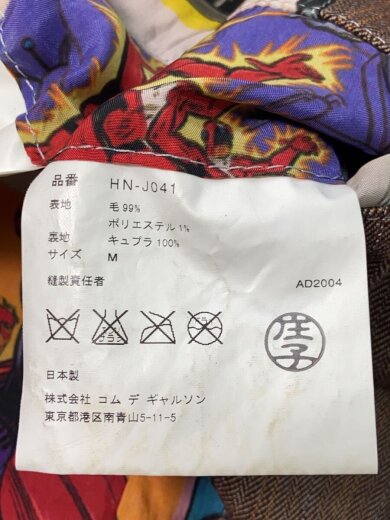 品番 HN-J041
表地 毛 99%
ポリエステル 1%
裏地 キュプラ 100%
サイズ M
縫製責任者 AD2004
日本製
株式会社 コム デ ギャルソン
東京都港区南青山5-11-5